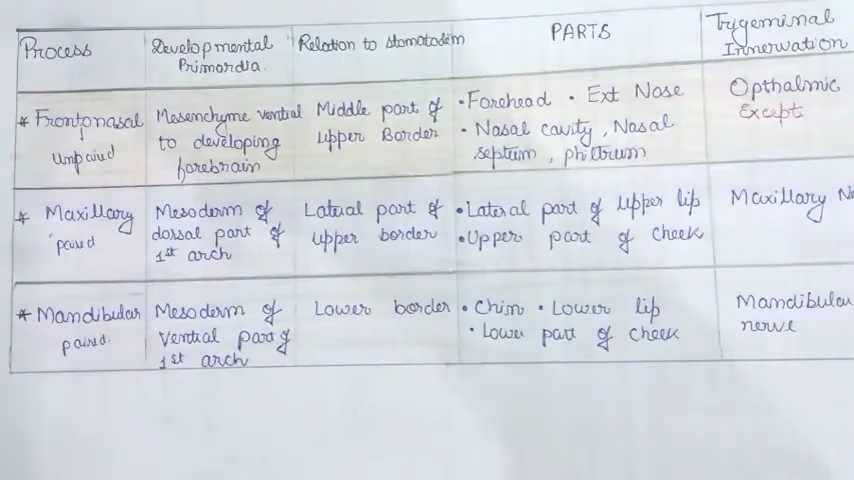 Process
Developmental
Primordia.
Relation to stomatodem
PARTS
Trigeminal
Innervation
* Frontonasal
Unpaired
Mesenchyme ventral
to developing
forebrain
Middle part of
Upper Border
• Forehead • Ext Nose
• Nasal cavity, Nasal
septum, philtrum
Opthalmic
Except
* Maxillary
paired
Mesoderm of
dorsal part of
1st arch
Lateral part of
upper border
• Lateral part of upper lip
• Upper part of cheek
Maxillary
* Mandibular
paired.
Mesoderm of
Ventral part of
1st arch
Lower border
• Chin • Lower lip
• Lower part of cheek
Mandibular
nerve